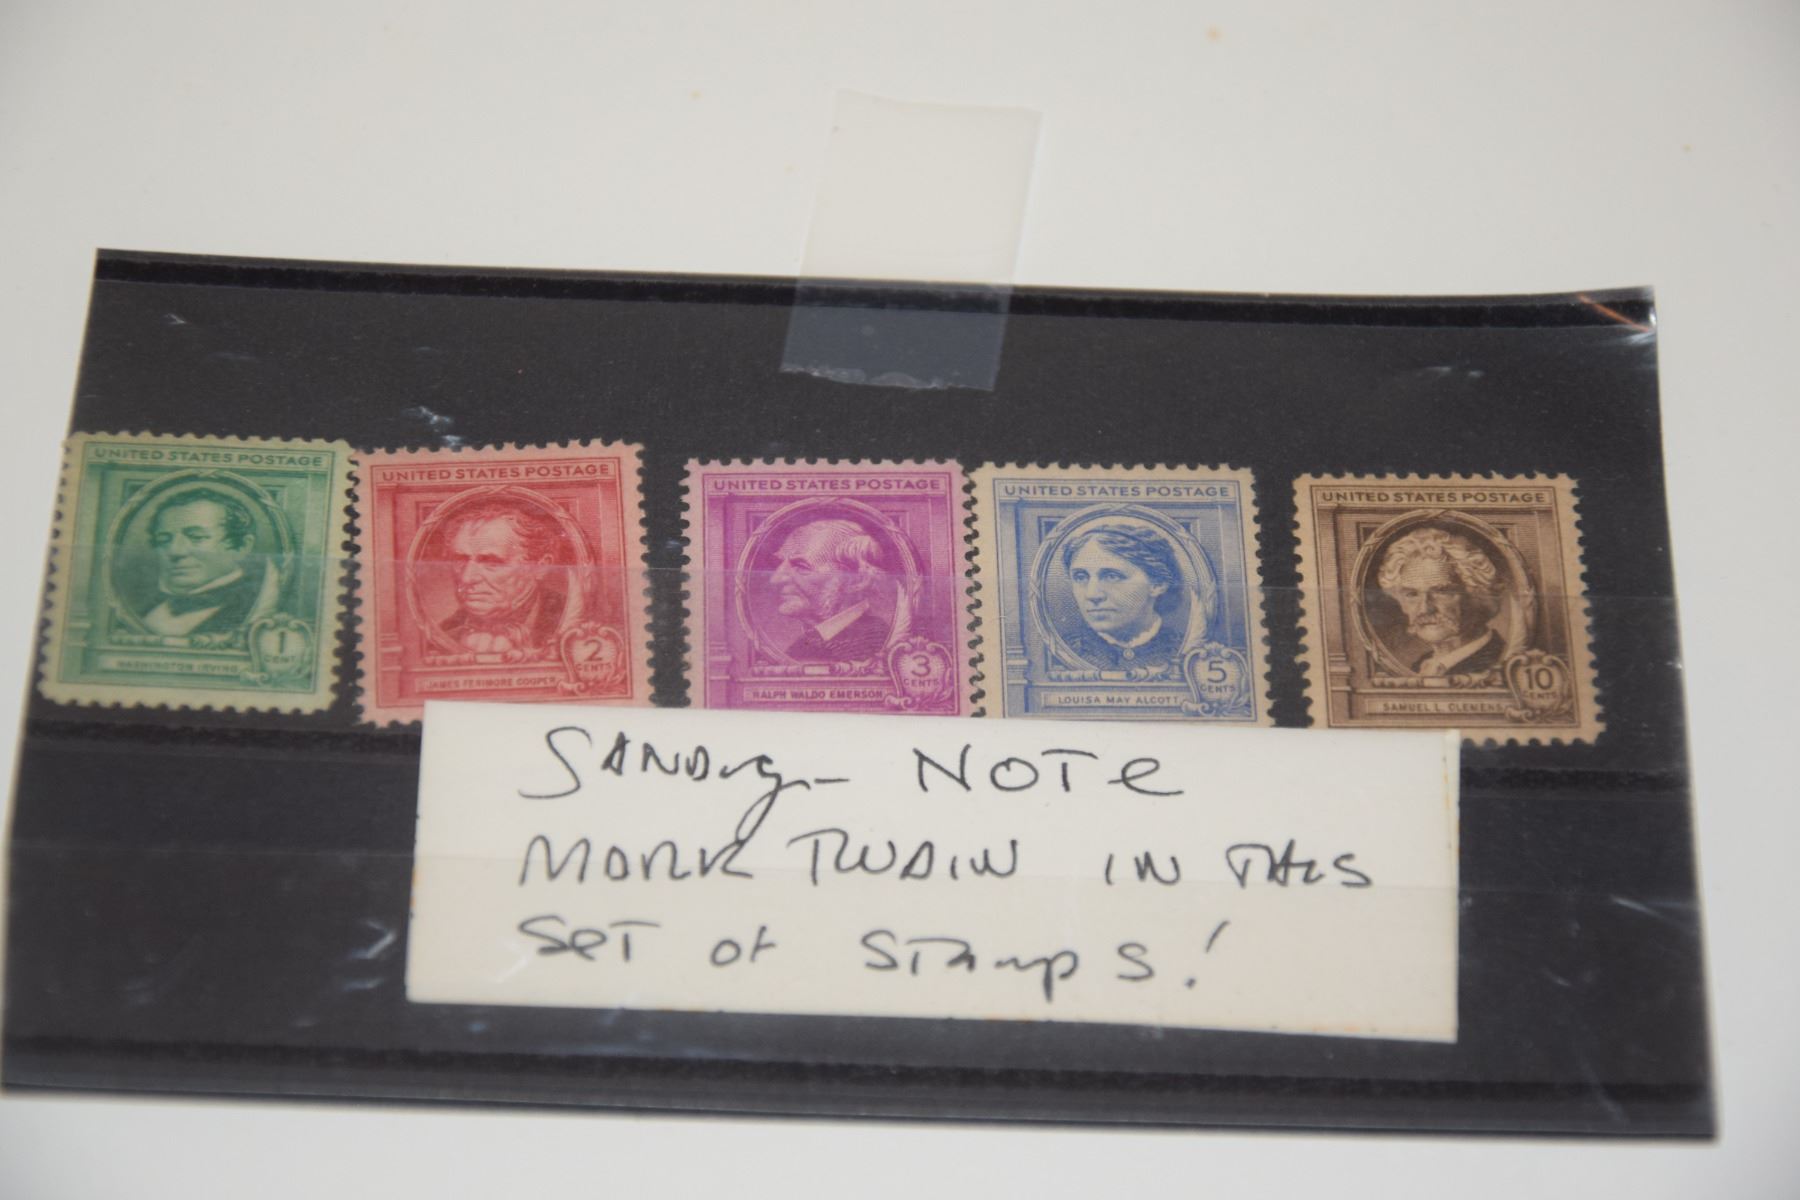 UNITED STATES POSTAGE
1 CENT
WASHINGTON IRVING
UNITED STATES POSTAGE
2 CENTS
JAMES FENIMORE COOPER
UNITED STATES POSTAGE
3 CENTS
RALPH WALDO EMERSON
UNITED STATES POSTAGE
5 CENTS
LOUISA MAY ALCOTT
UNITED STATES POSTAGE
10 CENTS
SAMUEL L. CLEMENS
SANDY- NOTE
MARK TWAIN IN THIS
SET OF STAMPS!